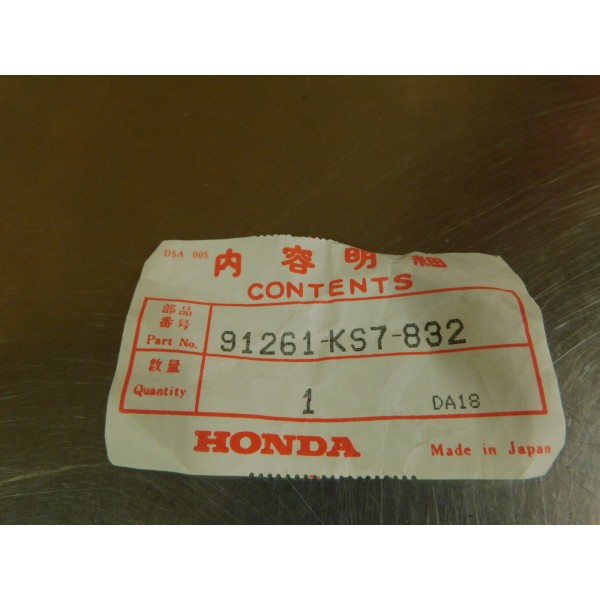 DSA 005
内容明細
CONTENTS
部品
番号
Part No.
91261-KS7-832
数量
Quantity
1
DA18
HONDA
Made in Japan